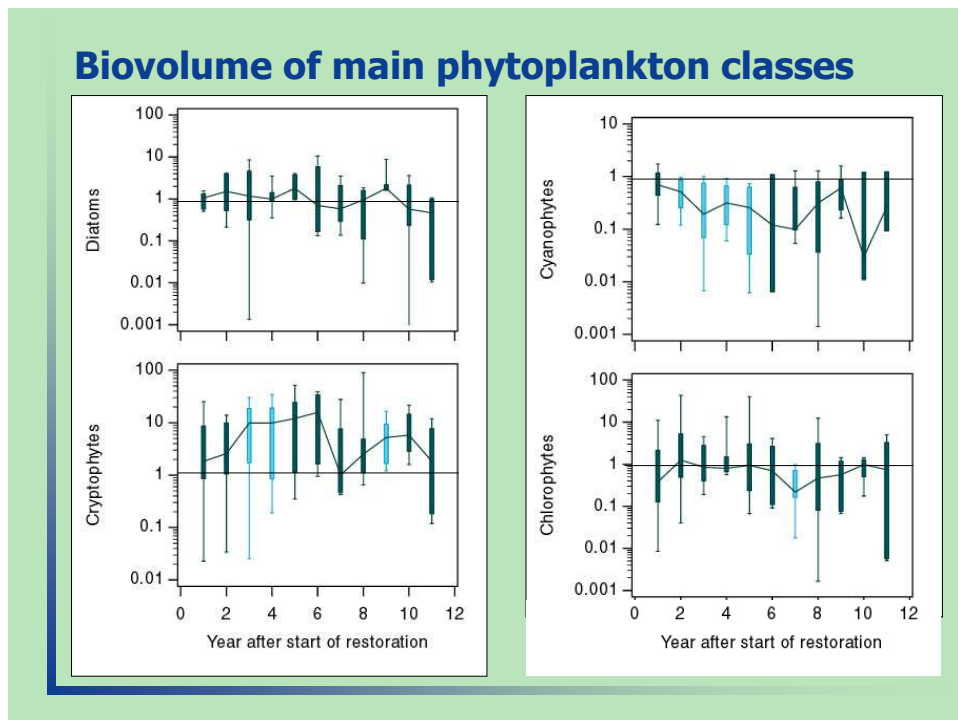 Biovolume of main phytoplankton classes
100
10
1
0.1
0.01
0.001
Diatoms
100
10
1
0.1
0.01
Cryptophytes
0 2 4 6 8 10 12
Year after start of restoration
10
1
0.1
0.01
0.001
Cyanophytes
100
10
1
0.1
0.01
0.001
Chlorophytes
0 2 4 6 8 10 12
Year after start of restoration